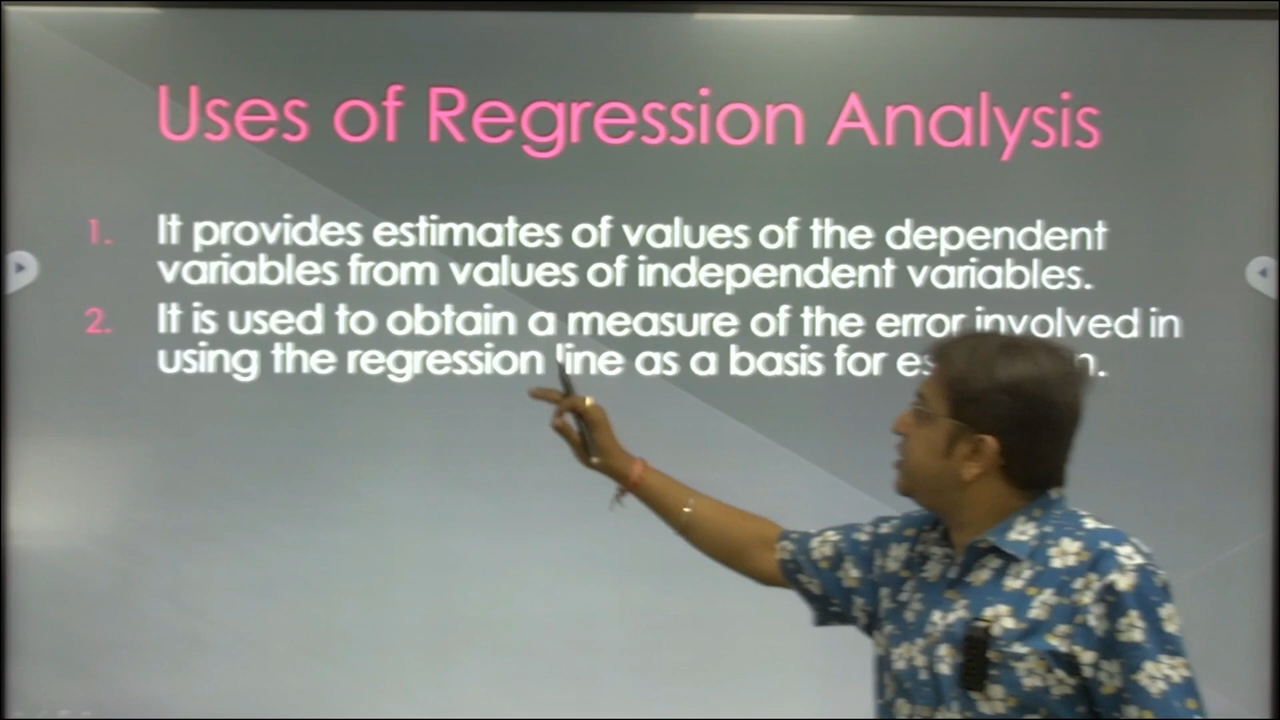 Uses of Regression Analysis
1. It provides estimates of values of the dependent
variables from values of independent variables.
2. It is used to obtain a measure of the error involved in
using the regression line as a basis for